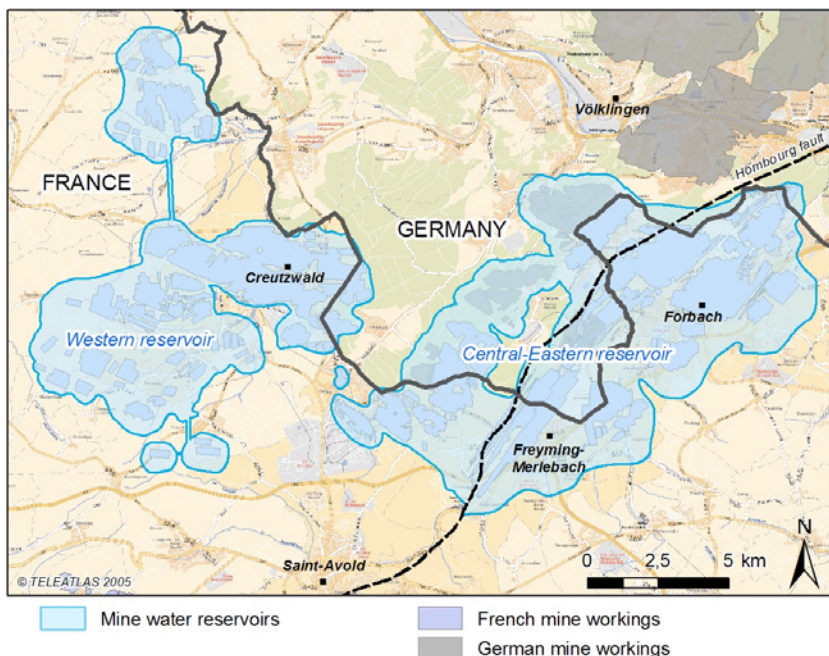 Völklingen
Hombourg fault
FRANCE
GERMANY
Creutzwald
Forbach
Western reservoir
Central-Eastern reservoir
Freyming-
Merlebach
N
Saint-Avold
© TELEATLAS 2005
0 2,5 5 km
Mine water reservoirs
French mine workings
German mine workings